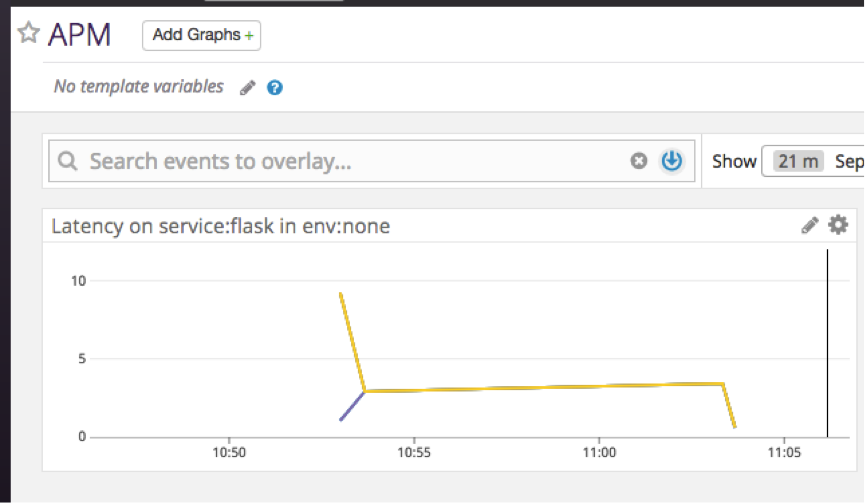 APM Add Graphs +
No template variables
Search events to overlay...
Show 21 m Sep
Latency on service:flask in env:none
10
5
0
10:50 10:55 11:00 11:05